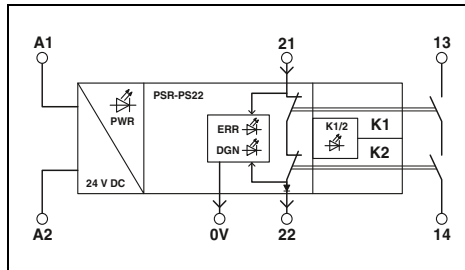 A1 21 13
PSR-PS22
PWR
ERR
DGN
K1/2 K1
K2
24 V DC
A2 0V 22 14